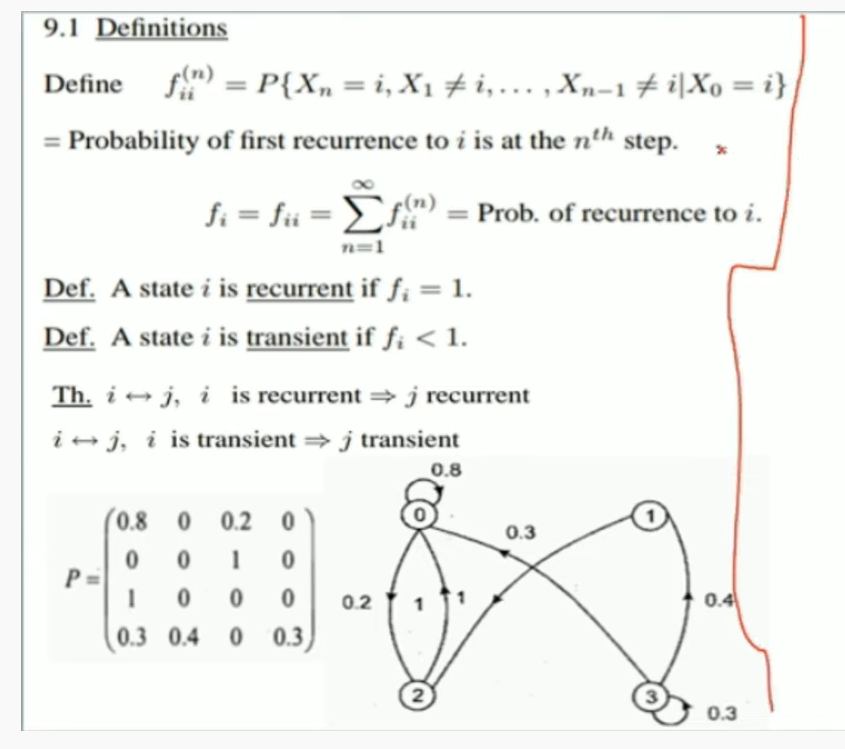 9.1 Definitions
Define f_{ii}^{(n)} = P{X_n = i, X_1 ≠ i, . . . , X_{n−1} ≠ i|X_0 = i}
= Probability of first recurrence to i is at the n^{th} step.
f_i = f_{ii} = ∑_{n=1}^{∞} f_{ii}^{(n)} = Prob. of recurrence to i.
Def. A state i is recurrent if f_i = 1.
Def. A state i is transient if f_i < 1.
Th. i ↔ j, i is recurrent ⇒ j recurrent
i ↔ j, i is transient ⇒ j transient
P =
0.8 0 0.2 0
0 0 1 0
1 0 0 0
0.3 0.4 0 0.3
0.8
0
1
0.3
0.2
1
1
0.4
2
3
0.3